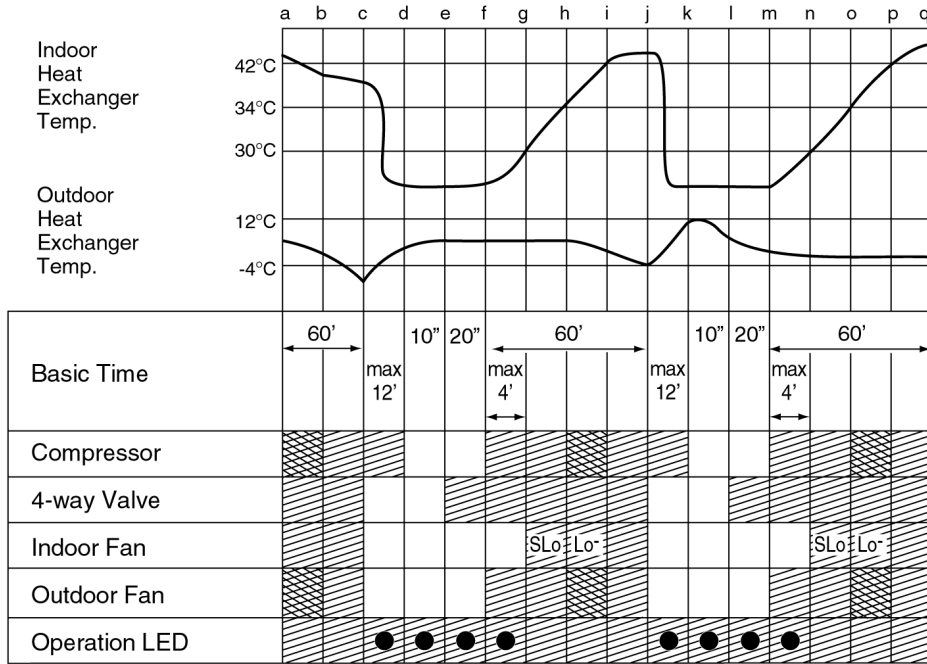 a b c d e f g h i j k l m n o p q
Indoor
Heat
Exchanger
Temp.
42°C
34°C
30°C
Outdoor
Heat
Exchanger
Temp.
12°C
-4°C
Basic Time
60’ 10” 20” 60’ 10” 20” 60’
max
12’
max
4’
max
12’
max
4’
Compressor
4-way Valve
Indoor Fan SLo Lo- SLo Lo-
Outdoor Fan
Operation LED